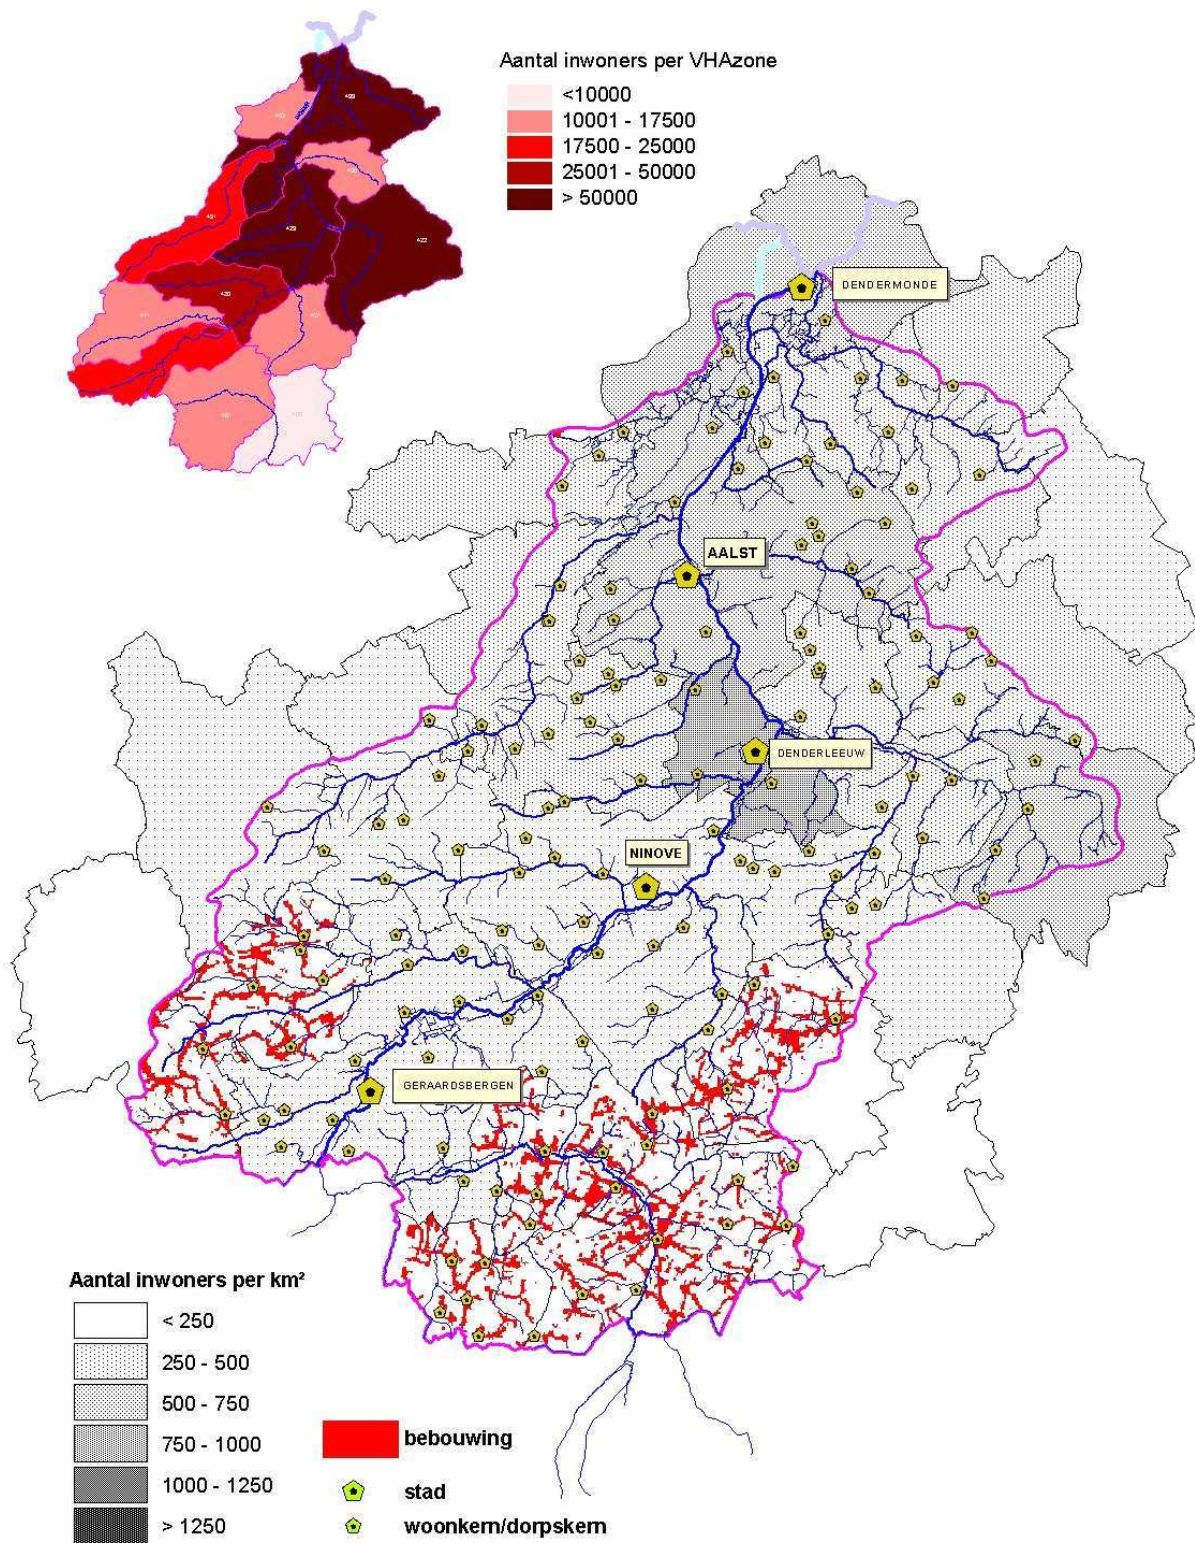 Aantal inwoners per VHAzone
<10000
10001 - 17500
17500 - 25000
25001 - 50000
> 50000
DENDERMONDE
AALST
DENDERLEEUW
NINOVE
GERAARDSBERGEN
Aantal inwoners per km²
< 250
250 - 500
500 - 750
750 - 1000
1000 - 1250
> 1250
bebouwing
stad
woonkern/dorpskern